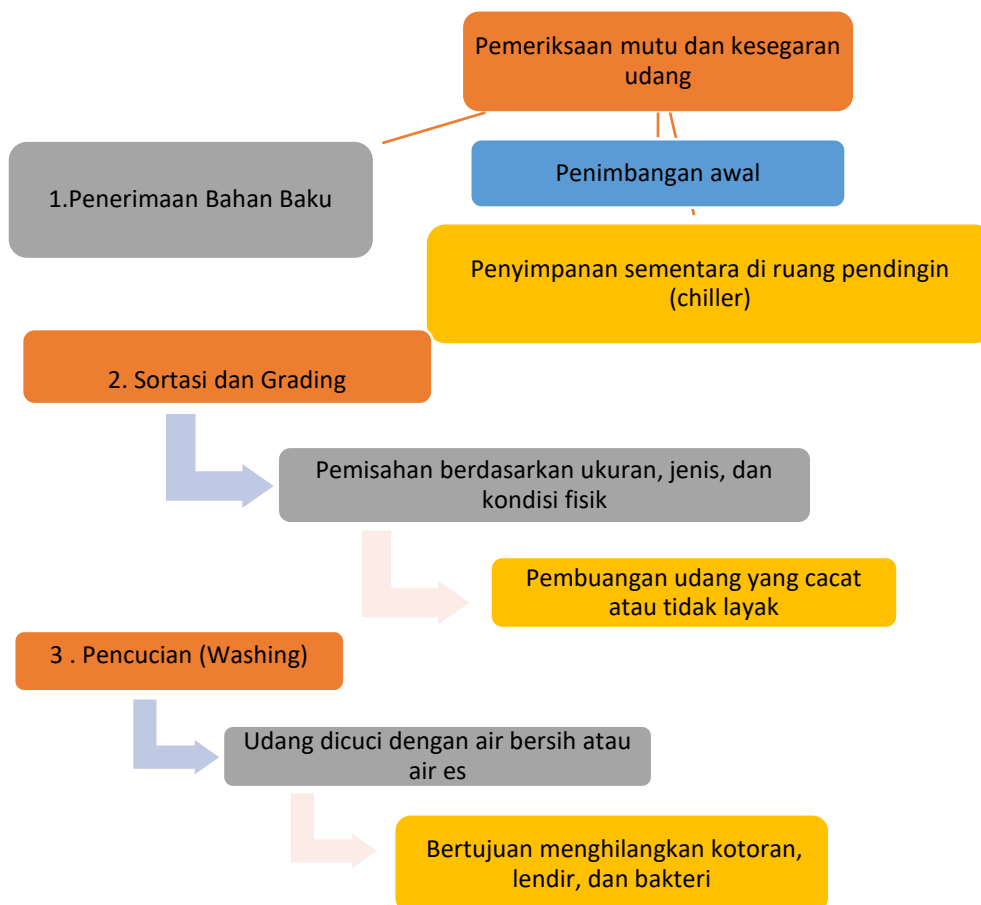 Pemeriksaan mutu dan kesegaran
udang
1.Penerimaan Bahan Baku
Penimbangan awal
Penyimpanan sementara di ruang pendingin
(chiller)
2. Sortasi dan Grading
Pemisahan berdasarkan ukuran, jenis, dan
kondisi fisik
Pembuangan udang yang cacat
atau tidak layak
3 . Pencucian (Washing)
Udang dicuci dengan air bersih atau
air es
Bertujuan menghilangkan kotoran,
lendir, dan bakteri